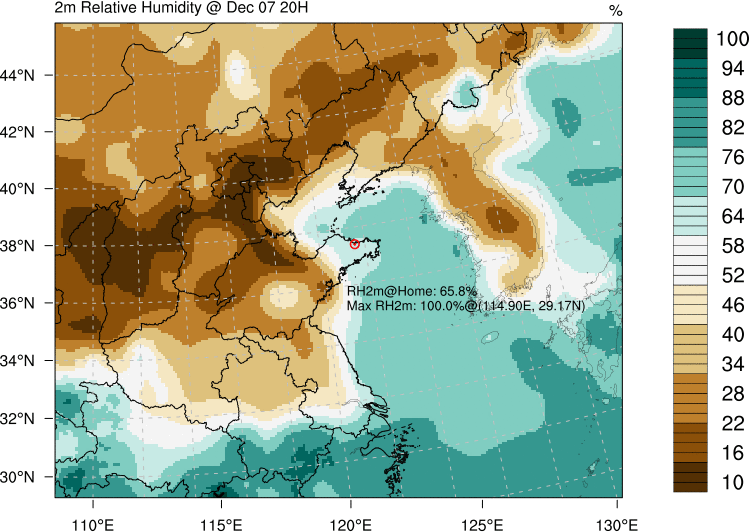 2m Relative Humidity @ Dec 07 20H
%
100
94
88
82
76
70
64
58
52
46
40
34
28
22
16
10
44°N
42°N
40°N
38°N
36°N
34°N
32°N
30°N
RH2m@Home: 65.8%
Max RH2m: 100.0%@(114.90E, 29.17N)
110°E
115°E
120°E
125°E
130°E